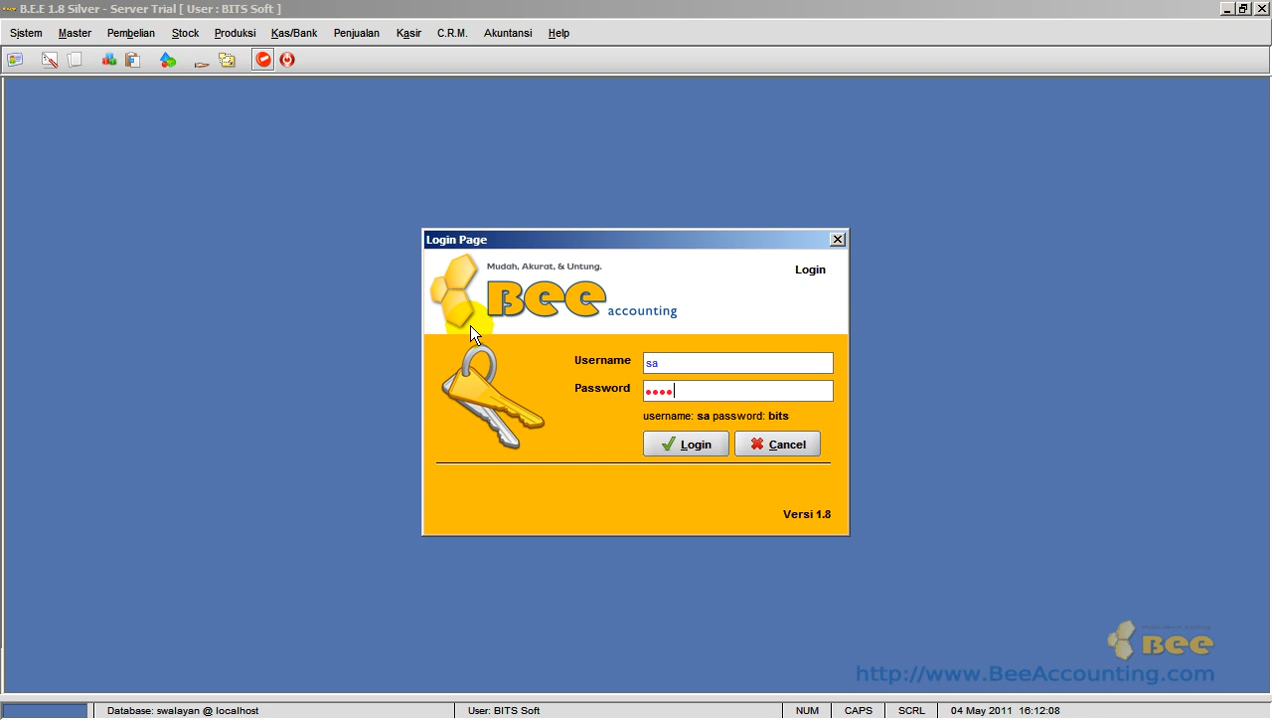 B.E.E 1.8 Silver - Server Trial [ User : BITS Soft ]
Sistem Master Pembelian Stock Produksi Kas/Bank Penjualan Kasir C.R.M. Akuntansi Help
Login Page
Mudah, Akurat, & Untung.
Login
Bee accounting
Username sa
Password ••••
username: sa password: bits
Login Cancel
Versi 1.8
Bee
http://www.BeeAccounting.com
Database: swalayan @ localhost User: BITS Soft NUM CAPS SCRL 04 May 2011 16:12:08